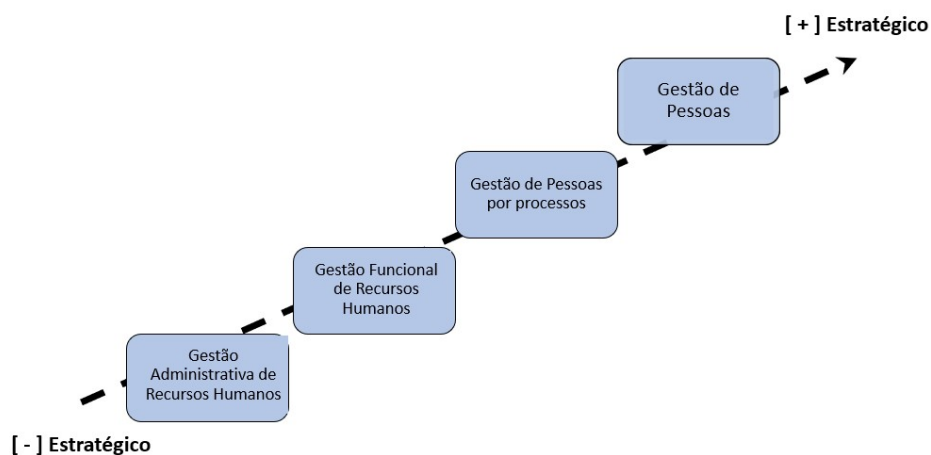 [ + ] Estratégico
Gestão de
Pessoas
Gestão de Pessoas
por processos
Gestão Funcional
de Recursos
Humanos
Gestão
Administrativa de
Recursos Humanos
[ - ] Estratégico